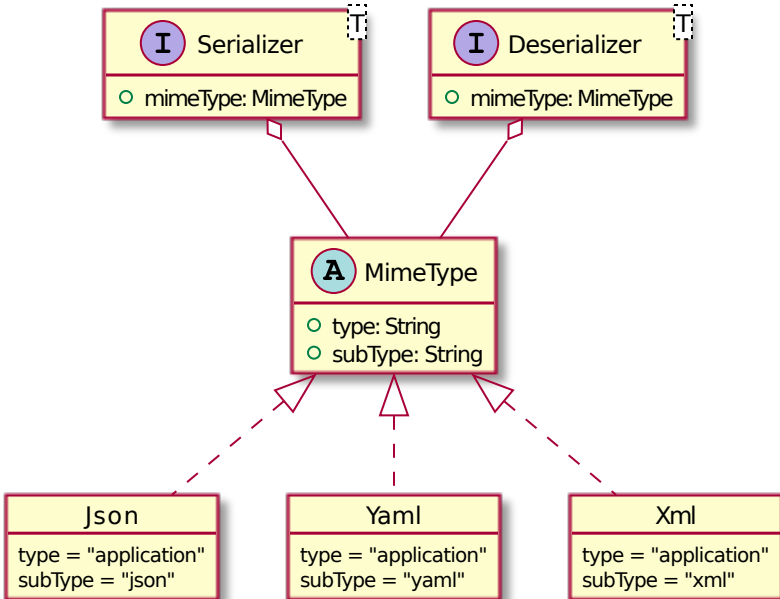 I Serializer T
mimeType: MimeType
I Deserializer T
mimeType: MimeType
A MimeType
type: String
subType: String
Json
type = "application"
subType = "json"
Yaml
type = "application"
subType = "yaml"
Xml
type = "application"
subType = "xml"